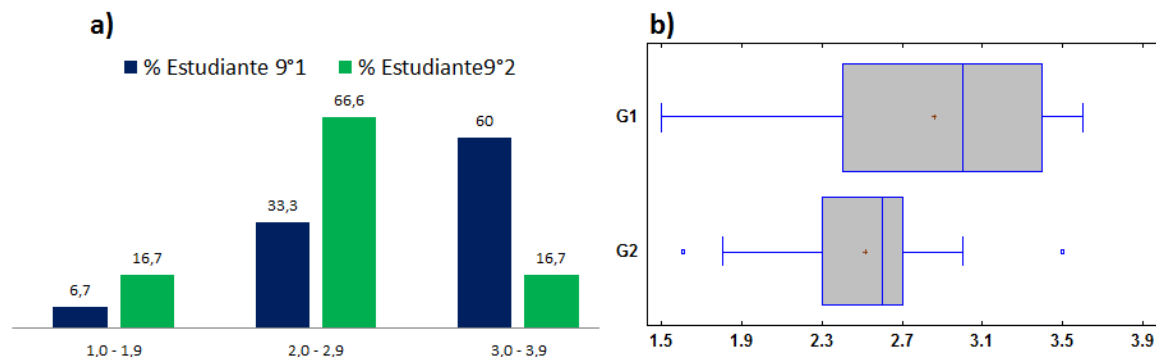 a)
% Estudiante 9°1 % Estudiante9°2
66,6
60
33,3
16,7 16,7
6,7
1,0 - 1,9 2,0 - 2,9 3,0 - 3,9
b)
G1
G2
1.5 1.9 2.3 2.7 3.1 3.5 3.9